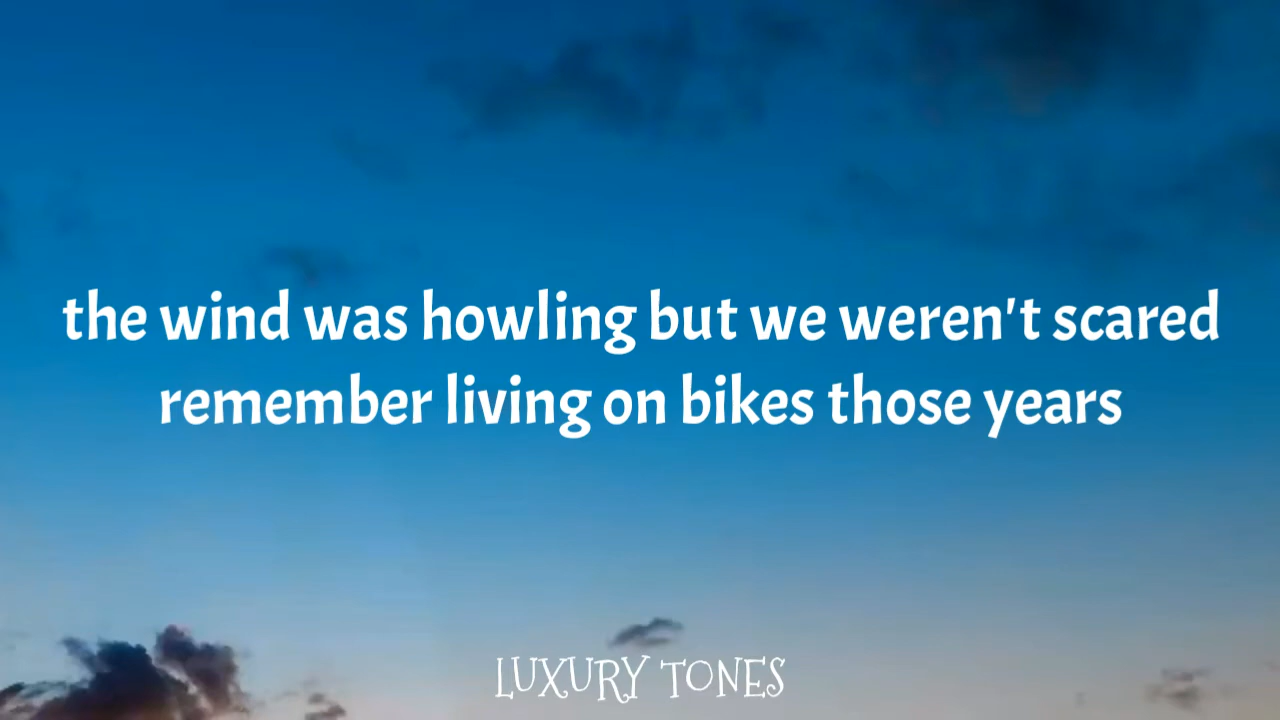 the wind was howling but we weren't scared
remember living on bikes those years
LUXURY TONES